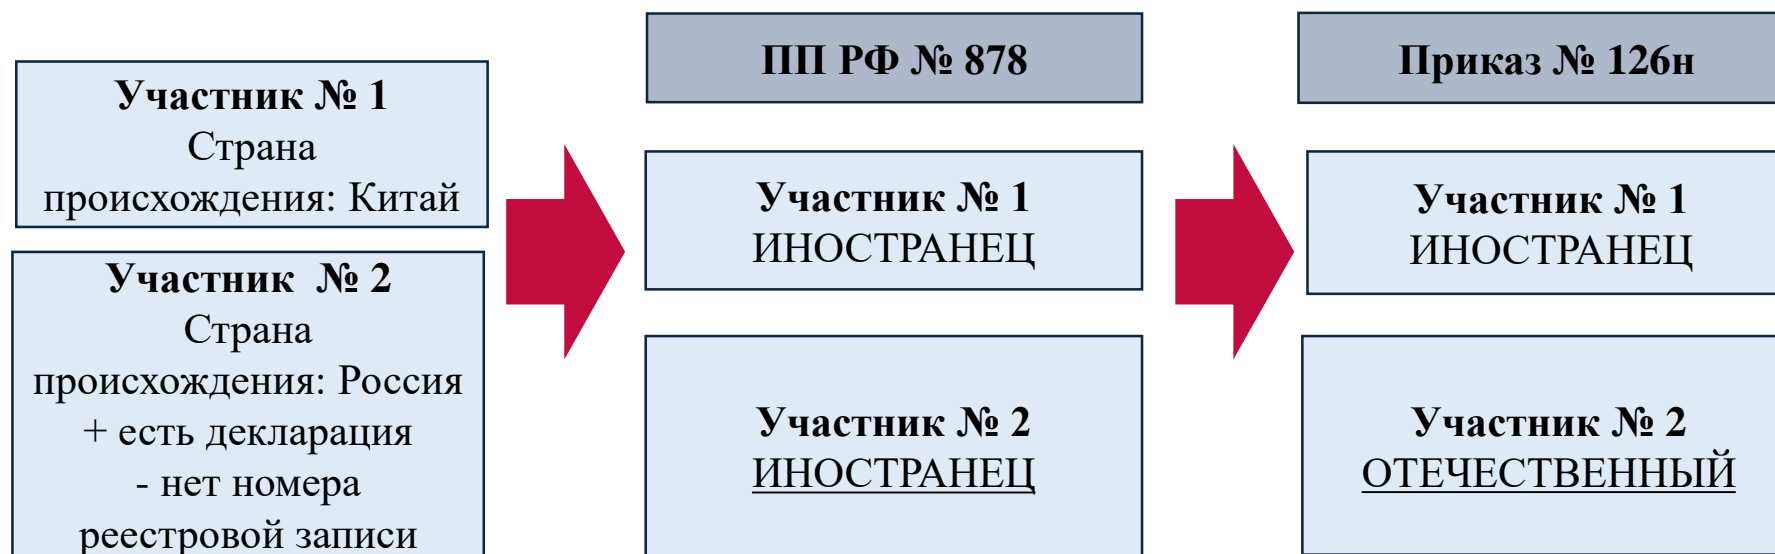 Участник № 1
Страна
происхождения: Китай
Участник № 2
Страна
происхождения: Россия
+ есть декларация
- нет номера
реестровой записи
ПП РФ № 878
Участник № 1
ИНОСТРАНЕЦ
Участник № 2
ИНОСТРАНЕЦ
Приказ № 126н
Участник № 1
ИНОСТРАНЕЦ
Участник № 2
ОТЕЧЕСТВЕННЫЙ